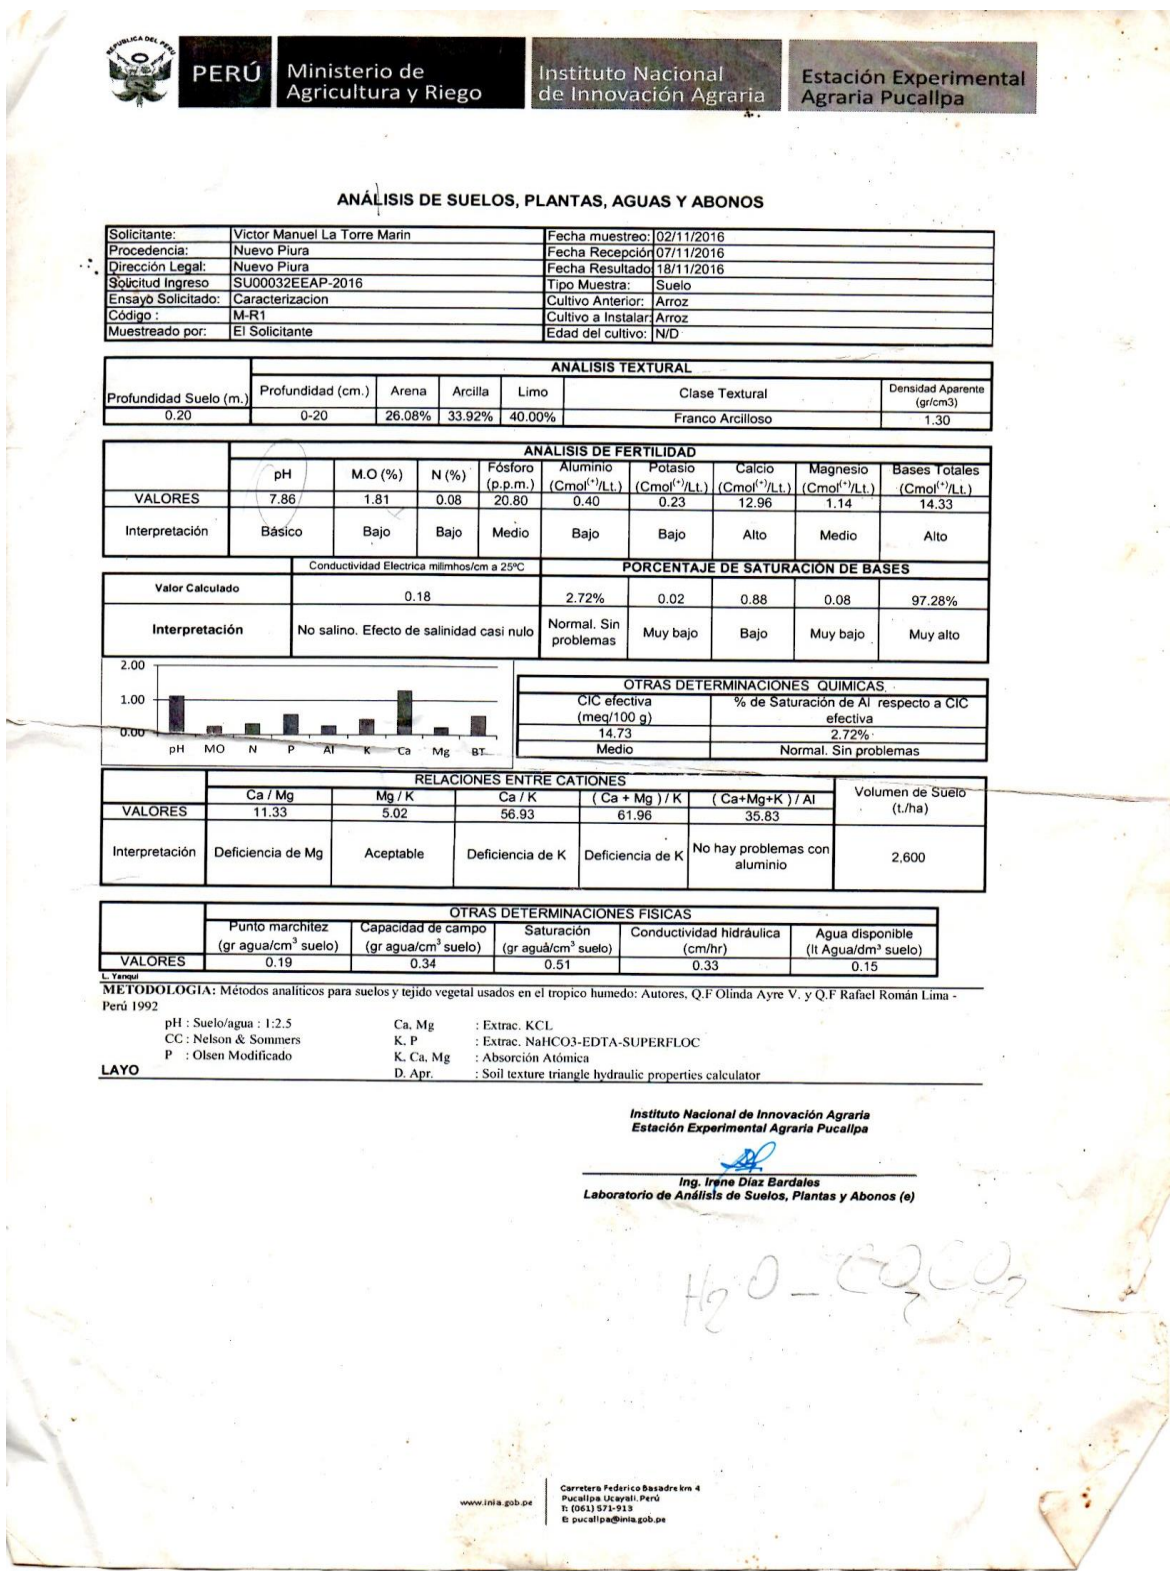 REPUBLICA DEL PERU
PERÚ
Ministerio de
Agricultura y Riego
Instituto Nacional
de Innovación Agraria
Estación Experimental
Agraria Pucallpa
ANÁLISIS DE SUELOS, PLANTAS, AGUAS Y ABONOS
Solicitante: Victor Manuel La Torre Marin Fecha muestreo: 02/11/2016
Procedencia: Nuevo Piura Fecha Recepción 07/11/2016
Dirección Legal: Nuevo Piura Fecha Resultado 18/11/2016
Solicitud Ingreso SU00032EEAP-2016 Tipo Muestra: Suelo
Ensayo Solicitado: Caracterizacion Cultivo Anterior: Arroz
Código : M-R1 Cultivo a Instalar: Arroz
Muestreado por: El Solicitante Edad del cultivo: N/D
ANÁLISIS TEXTURAL
Profundidad Suelo (m.) Profundidad (cm.) Arena Arcilla Limo Clase Textural Densidad Aparente (gr/cm3)
0.20 0-20 26.08% 33.92% 40.00% Franco Arcilloso 1.30
ANÁLISIS DE FERTILIDAD
pH M.O (%) N (%) Fósforo (p.p.m.) Aluminio (Cmol(+)/Lt.) Potasio (Cmol(+)/Lt.) Calcio (Cmol(+)/Lt.) Magnesio (Cmol(+)/Lt.) Bases Totales (Cmol(+)/Lt.)
VALORES 7.86 1.81 0.08 20.80 0.40 0.23 12.96 1.14 14.33
Interpretación Básico Bajo Bajo Medio Bajo Bajo Alto Medio Alto
Conductividad Electrica milimhos/cm a 25ºC PORCENTAJE DE SATURACIÓN DE BASES
Valor Calculado 0.18 2.72% 0.02 0.88 0.08 97.28%
Interpretación No salino. Efecto de salinidad casi nulo Normal. Sin problemas Muy bajo Bajo Muy bajo Muy alto
2.00
1.00
0.00
pH MO N P Al K Ca Mg BT
OTRAS DETERMINACIONES QUIMICAS
CIC efectiva (meq/100 g) % de Saturación de Al respecto a CIC efectiva
14.73 2.72%
Medio Normal. Sin problemas
RELACIONES ENTRE CATIONES
Ca / Mg Mg / K Ca / K ( Ca + Mg ) / K ( Ca+Mg+K ) / Al Volumen de Suelo (t./ha)
VALORES 11.33 5.02 56.93 61.96 35.83
Interpretación Deficiencia de Mg Aceptable Deficiencia de K Deficiencia de K No hay problemas con aluminio 2,600
OTRAS DETERMINACIONES FISICAS
Punto marchitez (gr agua/cm³ suelo) Capacidad de campo (gr agua/cm³ suelo) Saturación (gr agua/cm³ suelo) Conductividad hidráulica (cm/hr) Agua disponible (lt Agua/dm³ suelo)
VALORES 0.19 0.34 0.51 0.33 0.15
L. Yanqui
METODOLOGIA: Métodos analíticos para suelos y tejido vegetal usados en el tropico humedo: Autores, Q.F Olinda Ayre V. y Q.F Rafael Román Lima -
Perú 1992
pH : Suelo/agua : 1:2.5 Ca, Mg : Extrac. KCL
CC : Nelson & Sommers K. P : Extrac. NaHCO3-EDTA-SUPERFLOC
P : Olsen Modificado K. Ca, Mg : Absorción Atómica
LAYO D. Apr. : Soil texture triangle hydraulic properties calculator
Instituto Nacional de Innovación Agraria
Estación Experimental Agraria Pucallpa
Ing. Irene Díaz Bardales
Laboratorio de Análisis de Suelos, Plantas y Abonos (e)
H2O - CO2 CO2
www.inia.gob.pe
Carretera Federico Basadre km 4
Pucallpa Ucayali. Perú
T: (061) 571-913
E: pucallpa@inia.gob.pe